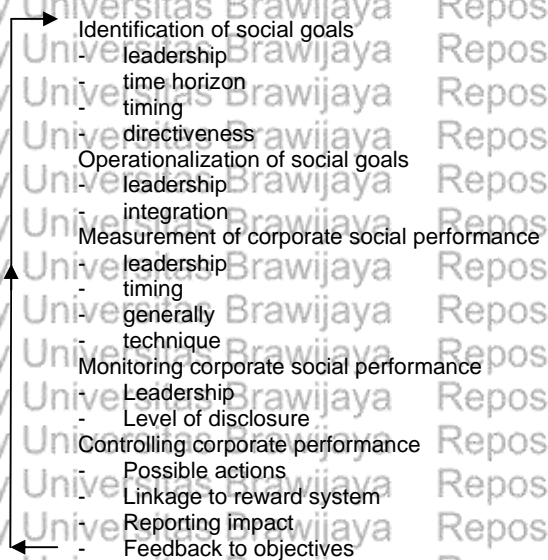 Identification of social goals
- leadership
- time horizon
- timing
- directiveness
Operationalization of social goals
- leadership
- integration
Measurement of corporate social performance
- leadership
- timing
- generally
- technique
Monitoring corporate social performance
- Leadership
- Level of disclosure
Controlling corporate performance
- Possible actions
- Linkage to reward system
- Reporting impact
- Feedback to objectives